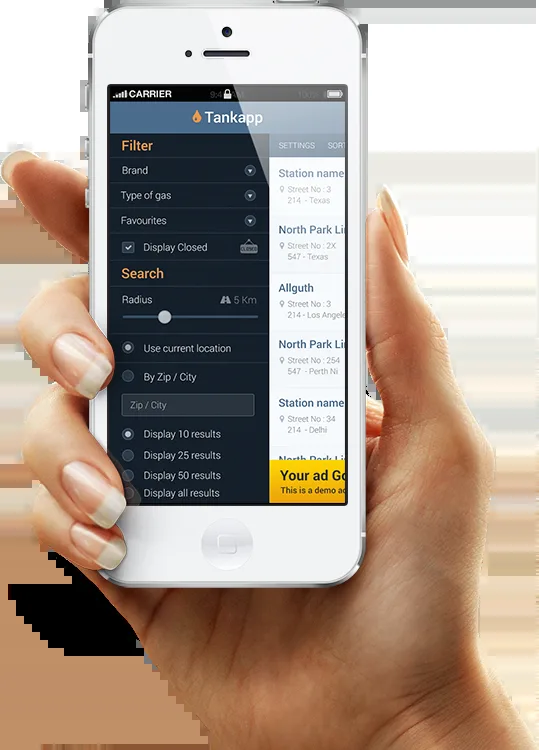 CARRIER
Tankapp
Filter
Brand
Type of gas
Favourites
Display Closed
CLOSED
Search
Radius
5 Km
Use current location
By Zip / City
Zip / City
Display 10 results
Display 25 results
Display 50 results
Display all results
SETTINGS SORT
Station name
Street No : 3
214 - Texas
North Park Li
Street No : 2X
547 - Texas
Allguth
Street No : 3
214 - Los Angele
North Park Li
Street No : 254
547 - Perth Ni
Station name
Street No : 34
214 - Delhi
North Park Li
Your ad Go
This is a demo ad